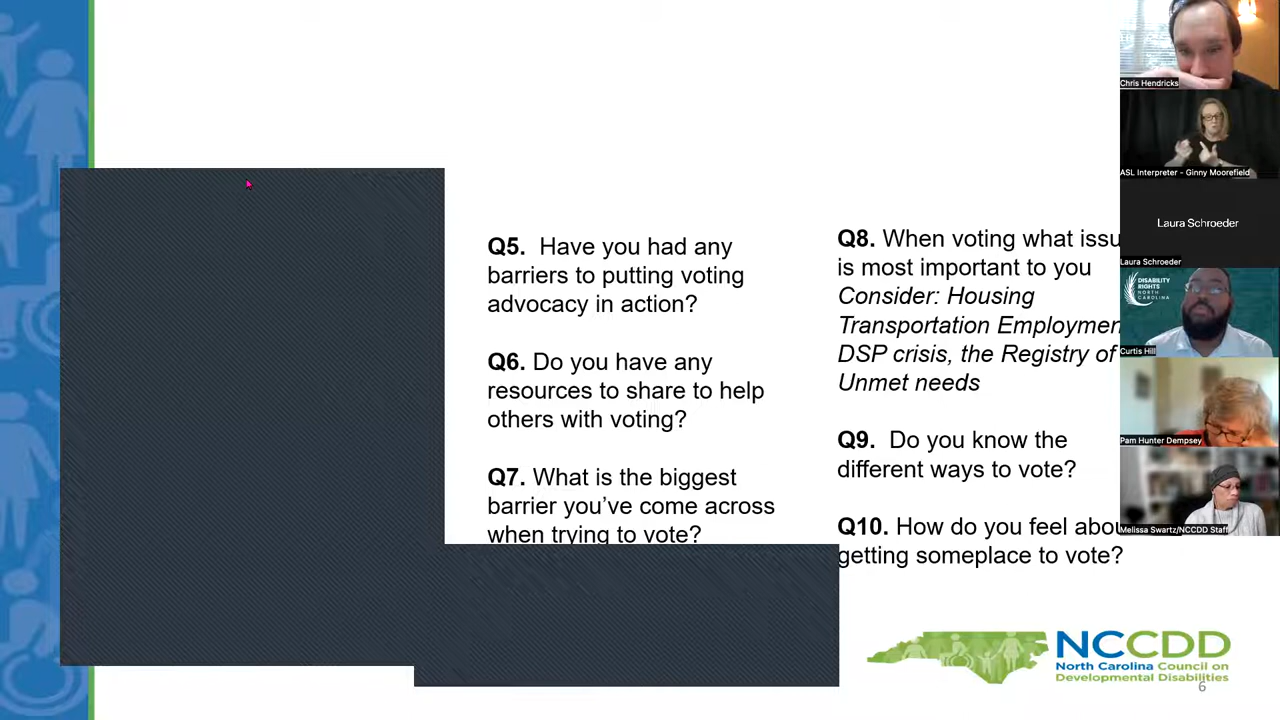 Q5.  Have you had any
barriers to putting voting
advocacy in action?
Q6. Do you have any
resources to share to help
others with voting?
Q7. What is the biggest
barrier you’ve come across
when trying to vote?
Q8. When voting what issu
is most important to you
Consider: Housing
Transportation Employmen
DSP crisis, the Registry of
Unmet needs
Q9.  Do you know the
different ways to vote?
Q10. How do you feel abou
getting someplace to vote?
Chris Hendricks
ASL Interpreter - Ginny Moorefield
Laura Schroeder
Laura Schroeder
DISABILITY
RIGHTS
NORTH
CAROLINA
Curtis Hill
Pam Hunter Dempsey
Melissa Swartz/NCCDD Staff
NCCDD
North Carolina Council on
Developmental Disabilities
6